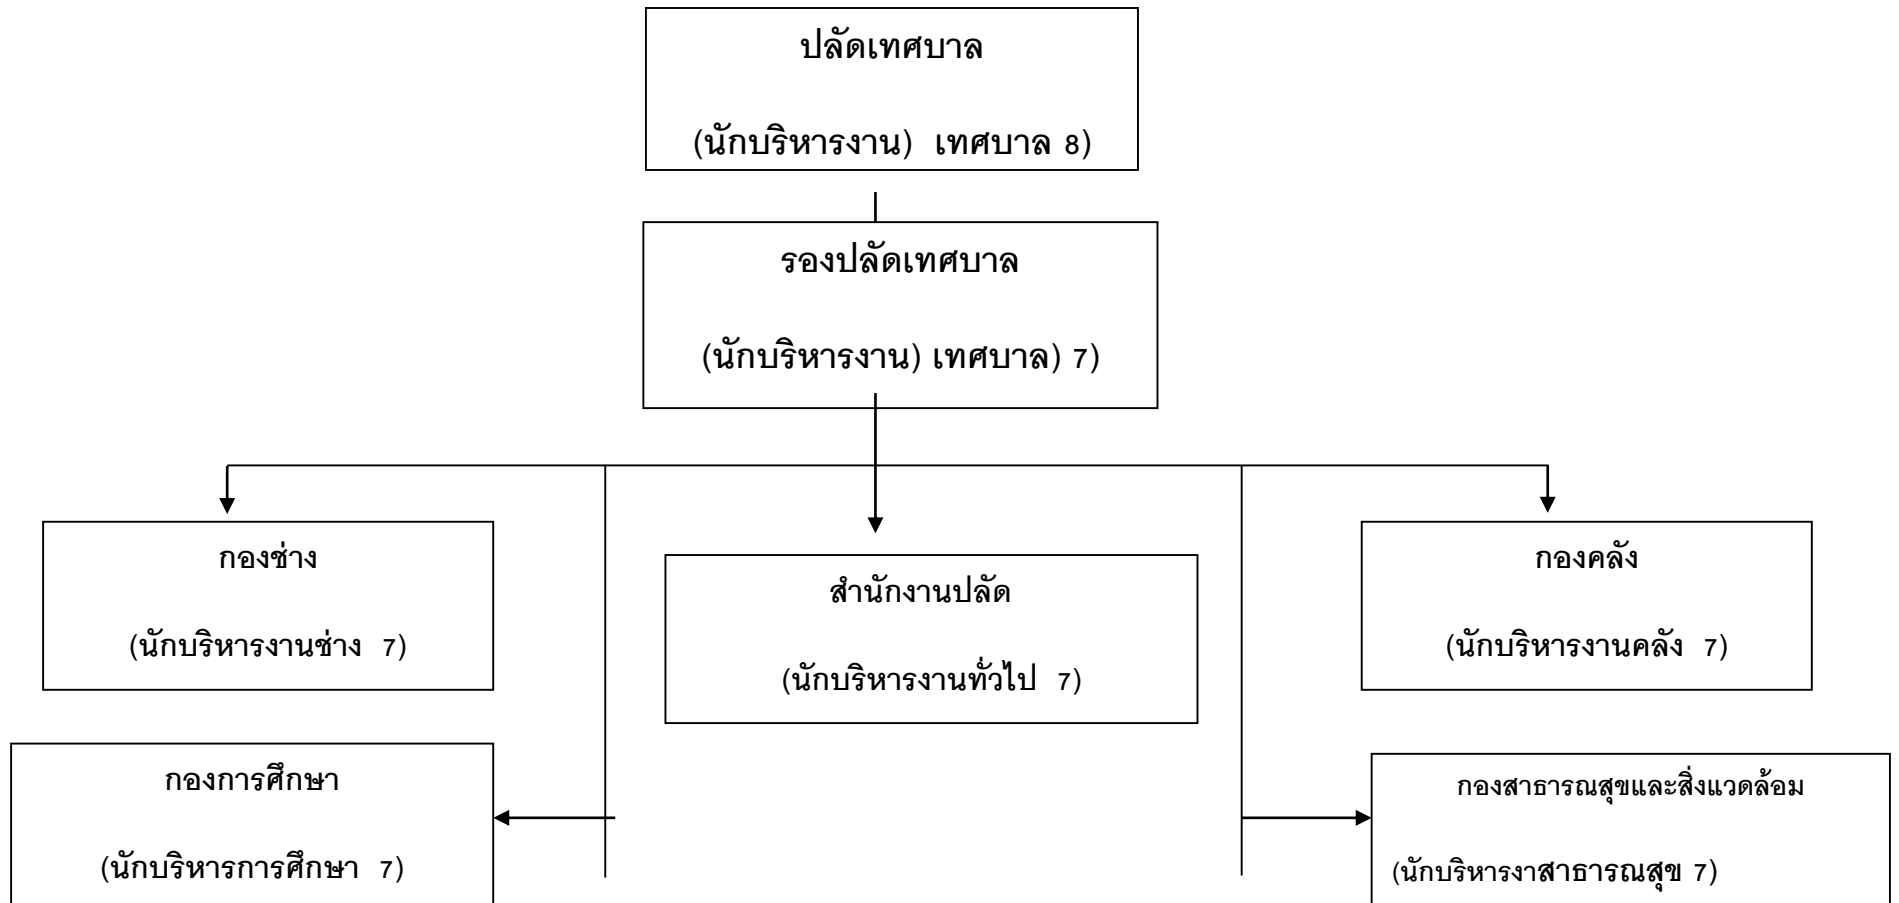 ปลัดเทศบาล
(นักบริหารงาน)  เทศบาล 8)
รองปลัดเทศบาล
(นักบริหารงาน) เทศบาล) 7)
กองช่าง
(นักบริหารงานช่าง  7)
สำนักงานปลัด
(นักบริหารงานทั่วไป  7)
กองคลัง
(นักบริหารงานคลัง  7)
กองการศึกษา
(นักบริหารการศึกษา  7)
กองสาธารณสุขและสิ่งแวดล้อม
(นักบริหารงาสาธารณสุข 7)